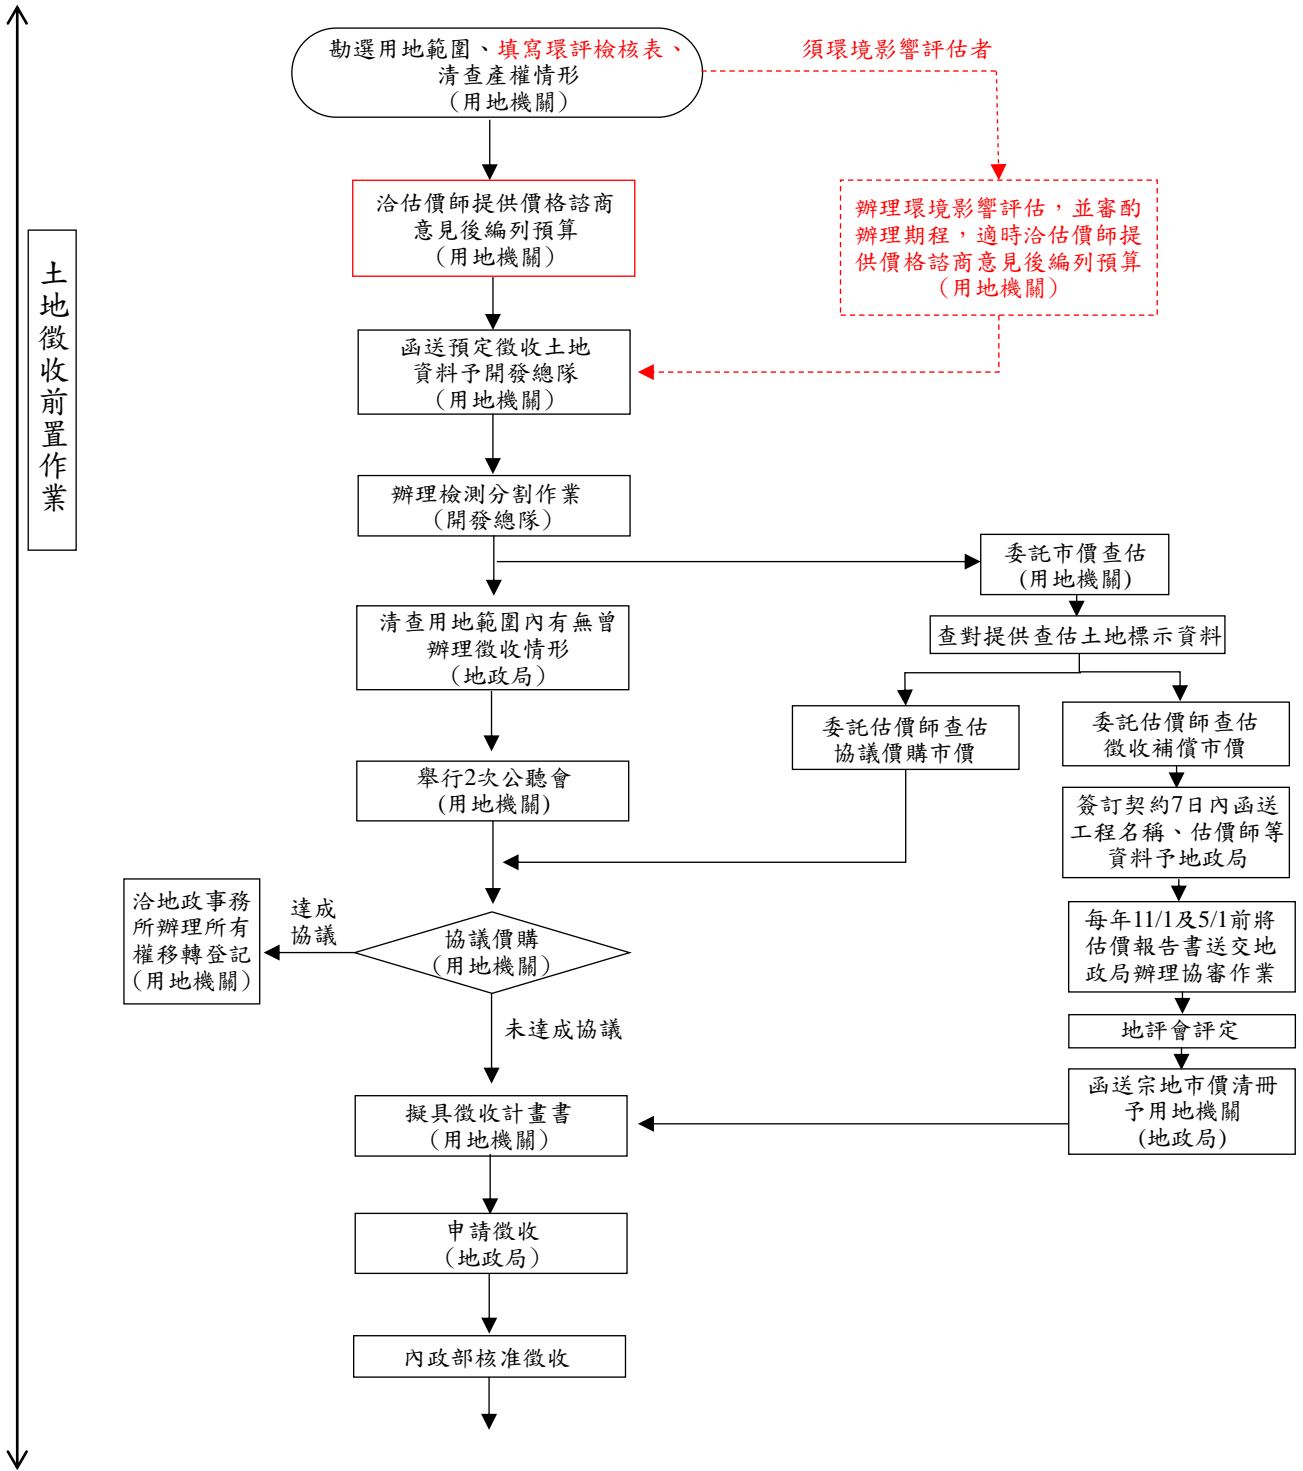 土地徵收前置作業
勘選用地範圍、填寫環評檢核表、
清查產權情形
(用地機關)
須環境影響評估者
洽估價師提供價格諮商
意見後編列預算
(用地機關)
辦理環境影響評估，並審酌
辦理期程，適時洽估價師提
供價格諮商意見後編列預算
(用地機關)
函送預定徵收土地
資料予開發總隊
(用地機關)
辦理檢測分割作業
(開發總隊)
委託市價查估
(用地機關)
清查用地範圍內有無曾
辦理徵收情形
(地政局)
查對提供查估土地標示資料
委託估價師查估
協議價購市價
委託估價師查估
徵收補償市價
舉行2次公聽會
(用地機關)
簽訂契約7日內函送
工程名稱、估價師等
資料予地政局
洽地政事務
所辦理所有
權移轉登記
(用地機關)
達成
協議
協議價購
(用地機關)
每年11/1及5/1前將
估價報告書送交地
政局辦理協審作業
未達成協議
地評會評定
擬具徵收計畫書
(用地機關)
函送宗地市價清冊
予用地機關
(地政局)
申請徵收
(地政局)
內政部核准徵收